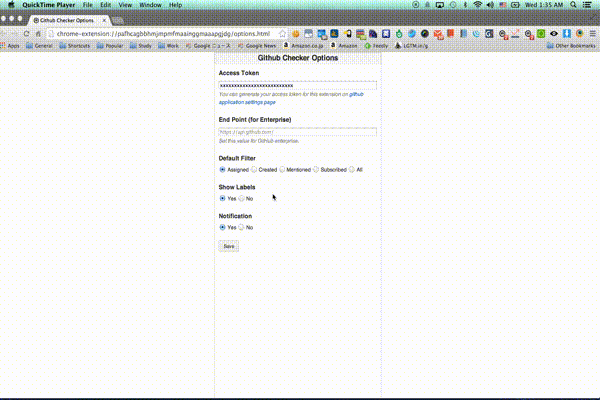 QuickTime Player File Edit View Window Help Wed 1:35 AM
Github Checker Options
chrome-extension://pafhcagbbhmjmpmfmasinggmaaapgjdg/options.html
Apps General Shortcuts Popular Study Work Google ニュース Google News Amazon.co.jp Amazon Feedly LGTM.in/g Other Bookmarks
Github Checker Options
Access Token
xxxxxxxxxxxxxxxxxxxxxxxxxx
You can generate your access token for this extension on github
application settings page
End Point (for Enterprise)
https://api.github.com/
Set this value for GitHub enterprise.
Default Filter
Assigned Created Mentioned Subscribed All
Show Labels
Yes No
Notification
Yes No
Save